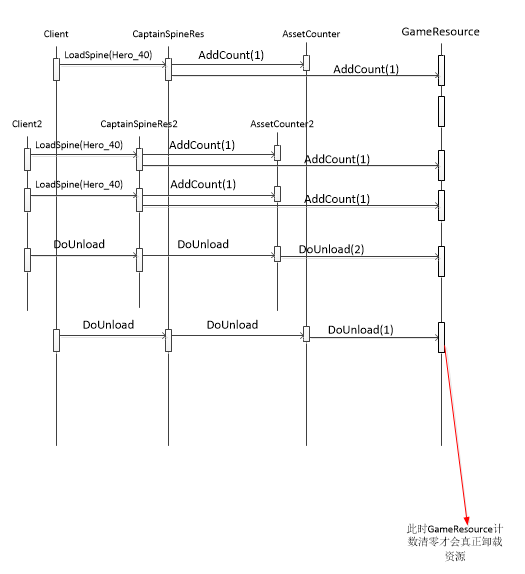 Client
CaptainSpineRes
AssetCounter
GameResource
LoadSpine(Hero_40)
AddCount(1)
AddCount(1)
Client2
CaptainSpineRes2
AssetCounter2
LoadSpine(Hero_40)
AddCount(1)
AddCount(1)
LoadSpine(Hero_40)
AddCount(1)
AddCount(1)
DoUnload
DoUnload
DoUnload(2)
DoUnload
DoUnload
DoUnload(1)
此时GameResource计
数清零才会真正卸载
资源